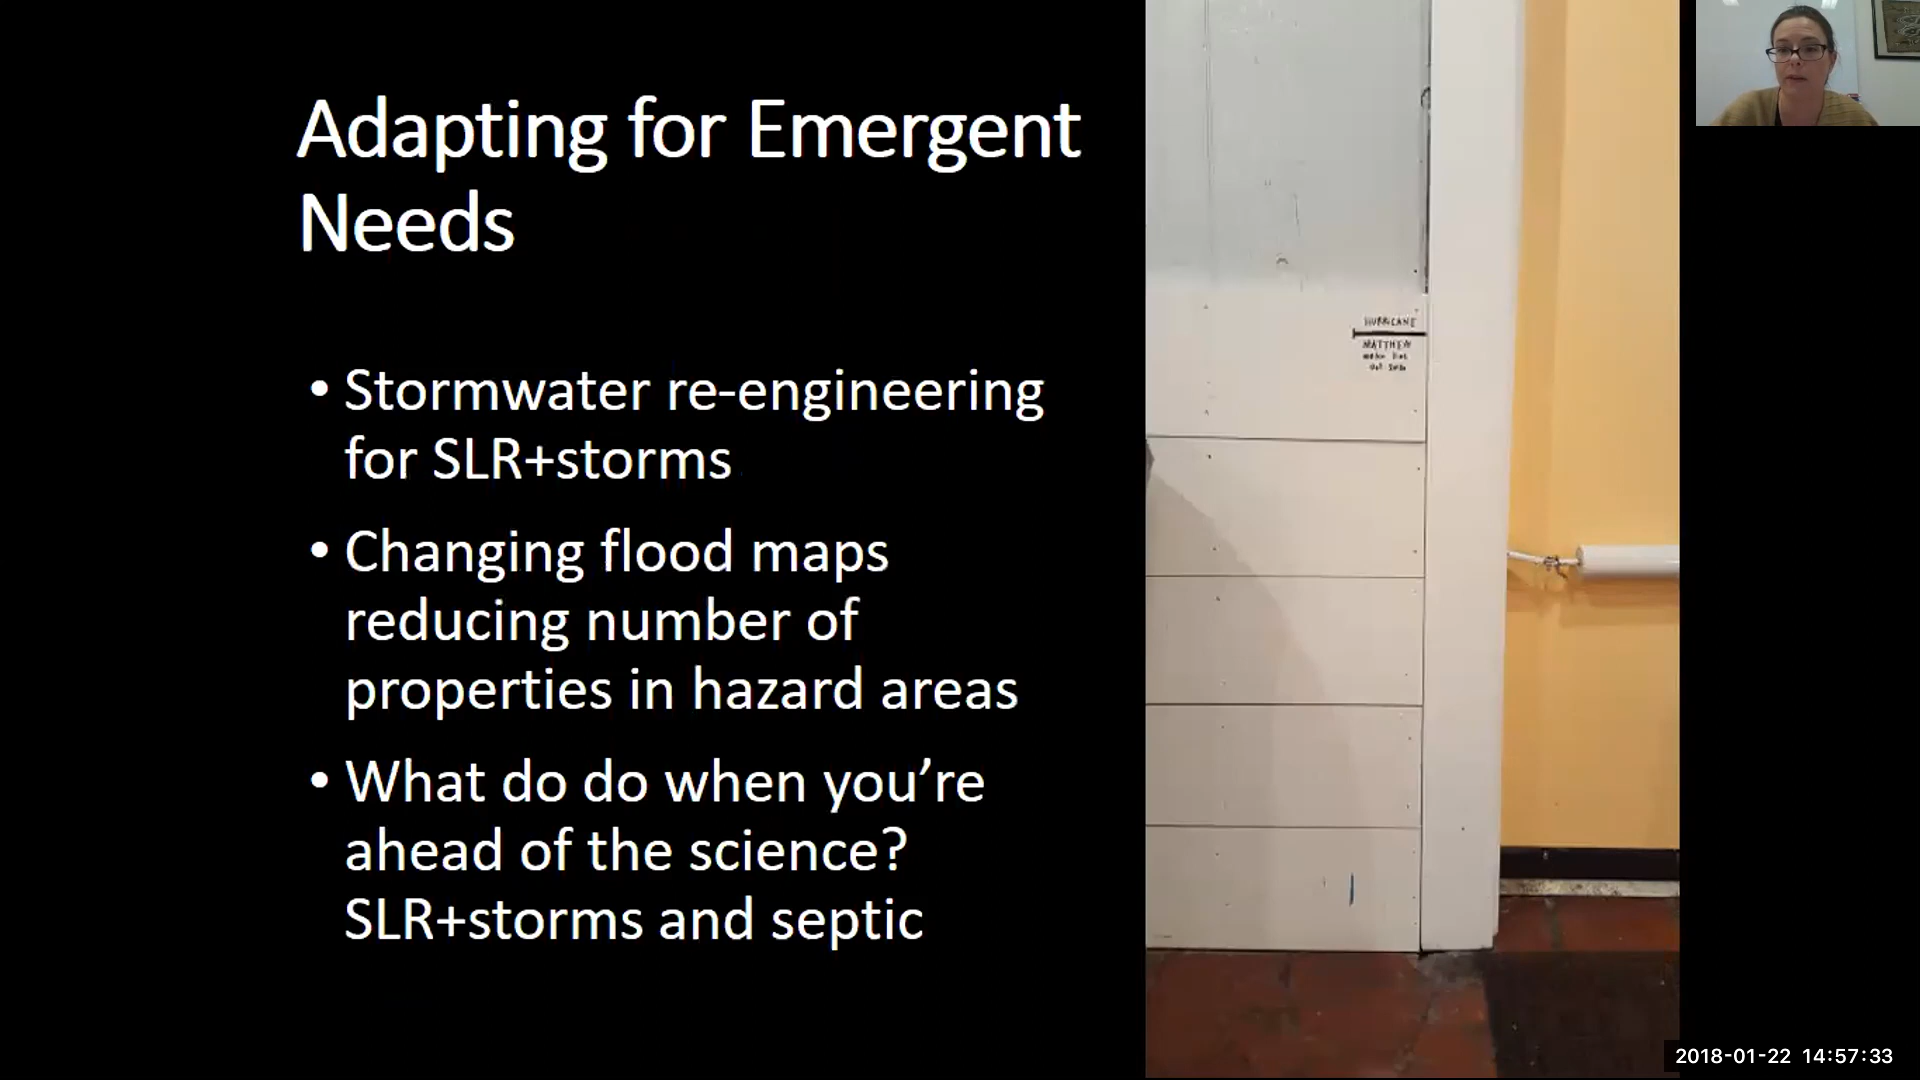 Adapting for Emergent
Needs
• Stormwater re-engineering
for SLR+storms
• Changing flood maps
reducing number of
properties in hazard areas
• What do do when you’re
ahead of the science?
SLR+storms and septic
HURRICANE
MATTHEW
2018-01-22 14:57:33